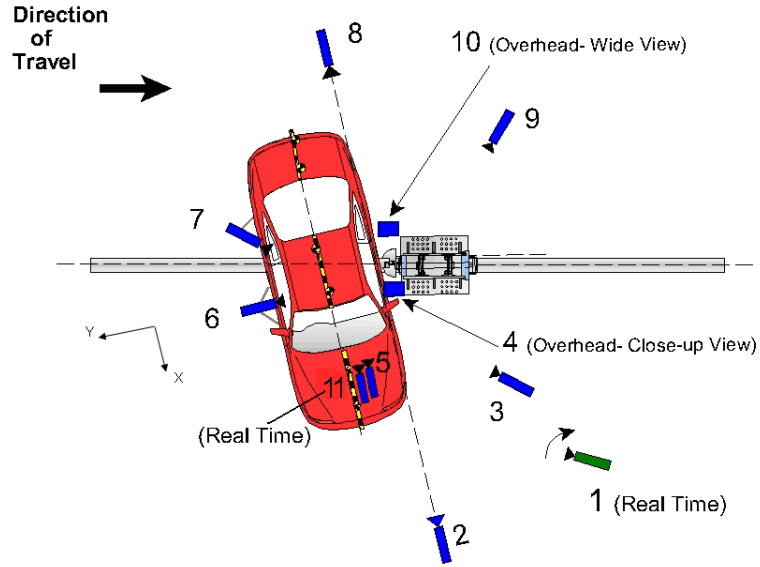 Direction
of
Travel
8
10 (Overhead- Wide View)
9
7
6
Y
X
4 (Overhead- Close-up View)
5
11
3
(Real Time)
1 (Real Time)
2